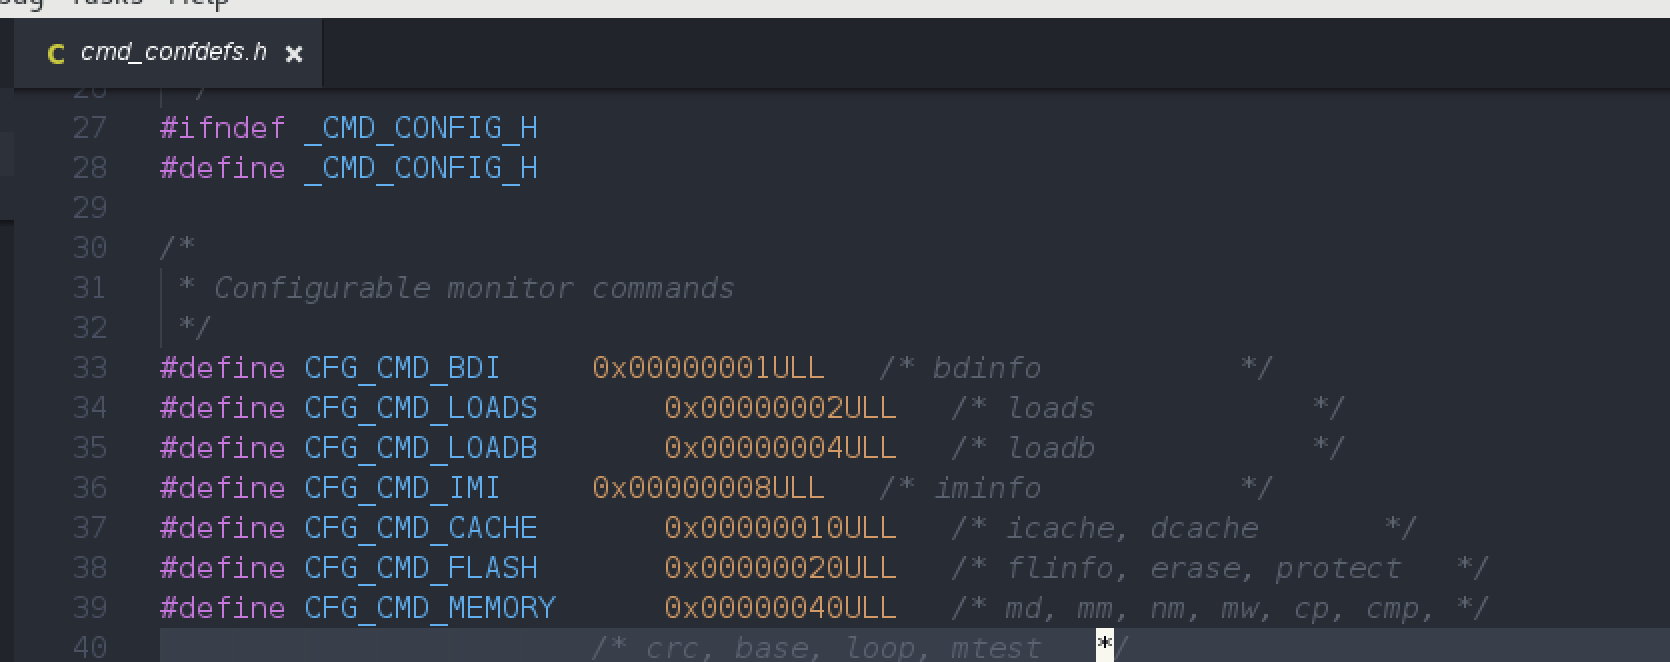 Tasks Help
C cmd_confdefs.h ×
26 */
27 #ifndef _CMD_CONFIG_H
28 #define _CMD_CONFIG_H
29
30 /*
31 * Configurable monitor commands
32 */
33 #define CFG_CMD_BDI 0x00000001ULL /* bdinfo */
34 #define CFG_CMD_LOADS 0x00000002ULL /* loads */
35 #define CFG_CMD_LOADB 0x00000004ULL /* loadb */
36 #define CFG_CMD_IMI 0x00000008ULL /* iminfo */
37 #define CFG_CMD_CACHE 0x00000010ULL /* icache, dcache */
38 #define CFG_CMD_FLASH 0x00000020ULL /* flinfo, erase, protect */
39 #define CFG_CMD_MEMORY 0x00000040ULL /* md, mm, nm, mw, cp, cmp, */
40 /* crc, base, loop, mtest */